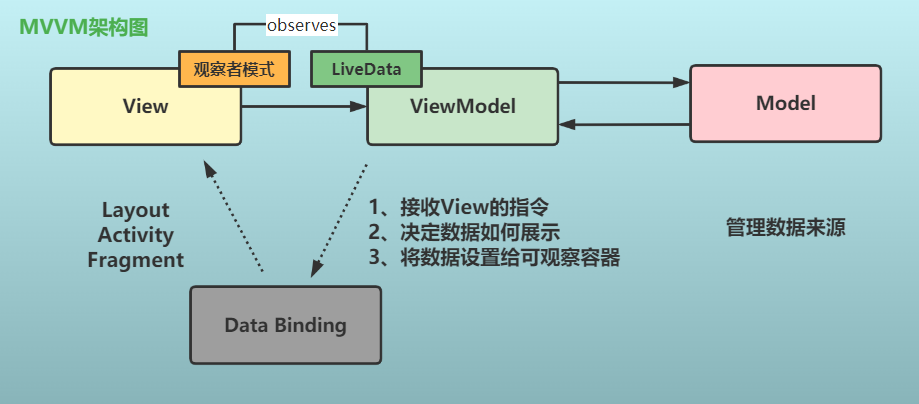 MVVM架构图
observes
观察者模式
LiveData
View
ViewModel
Model
Layout
Activity
Fragment
1、接收View的指令
2、决定数据如何展示
3、将数据设置给可观察容器
管理数据来源
Data Binding